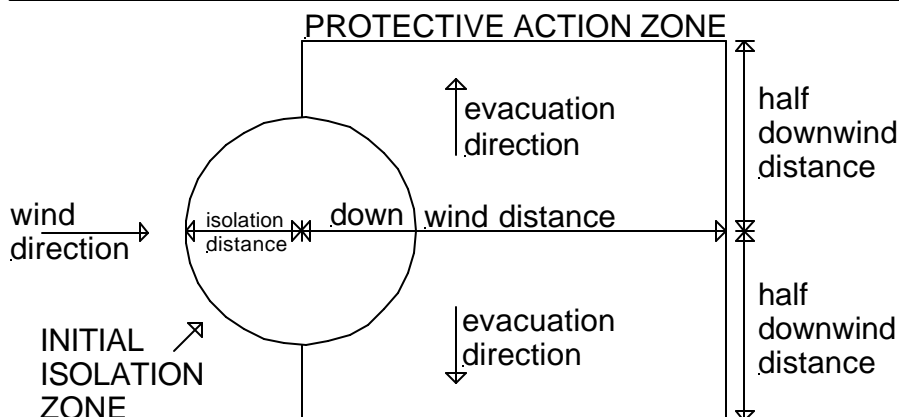 PROTECTIVE ACTION ZONE
evacuation
direction
half
downwind
distance
wind
direction
isolation
distance
down wind distance
evacuation
direction
half
downwind
distance
INITIAL
ISOLATION
ZONE